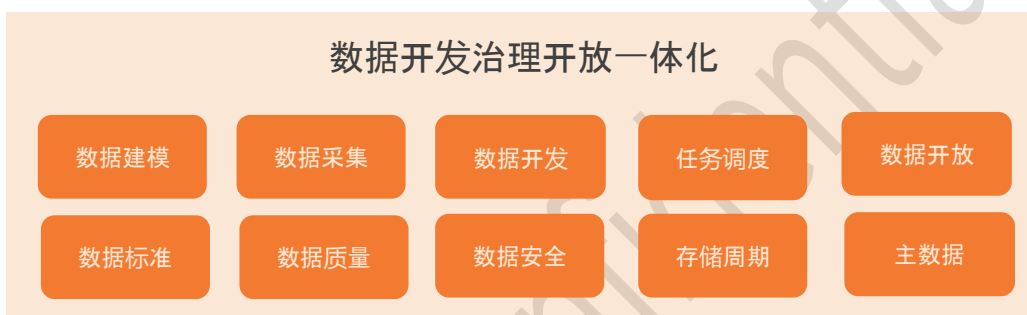 数据开发治理开放一体化
数据建模
数据采集
数据开发
任务调度
数据开放
数据标准
数据质量
数据安全
存储周期
主数据